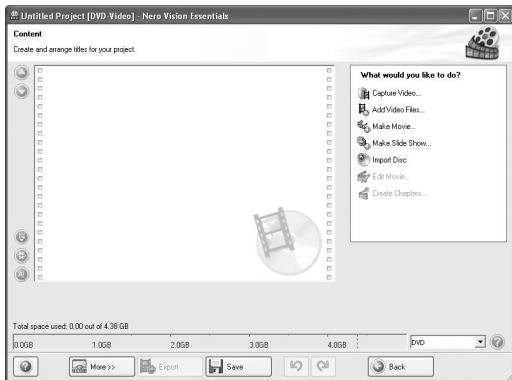 Untitled Project [DVD-Video] - Nero Vision Essentials
Content
Create and arrange titles for your project.
What would you like to do?
Capture Video...
Add Video Files...
Make Movie...
Make Slide Show...
Import Disc
Edit Movie...
Create Chapters...
Total space used: 0.00 out of 4.38 GB
0.0GB 1.0GB 2.0GB 3.0GB 4.0GB DVD
More >> Export Save Back